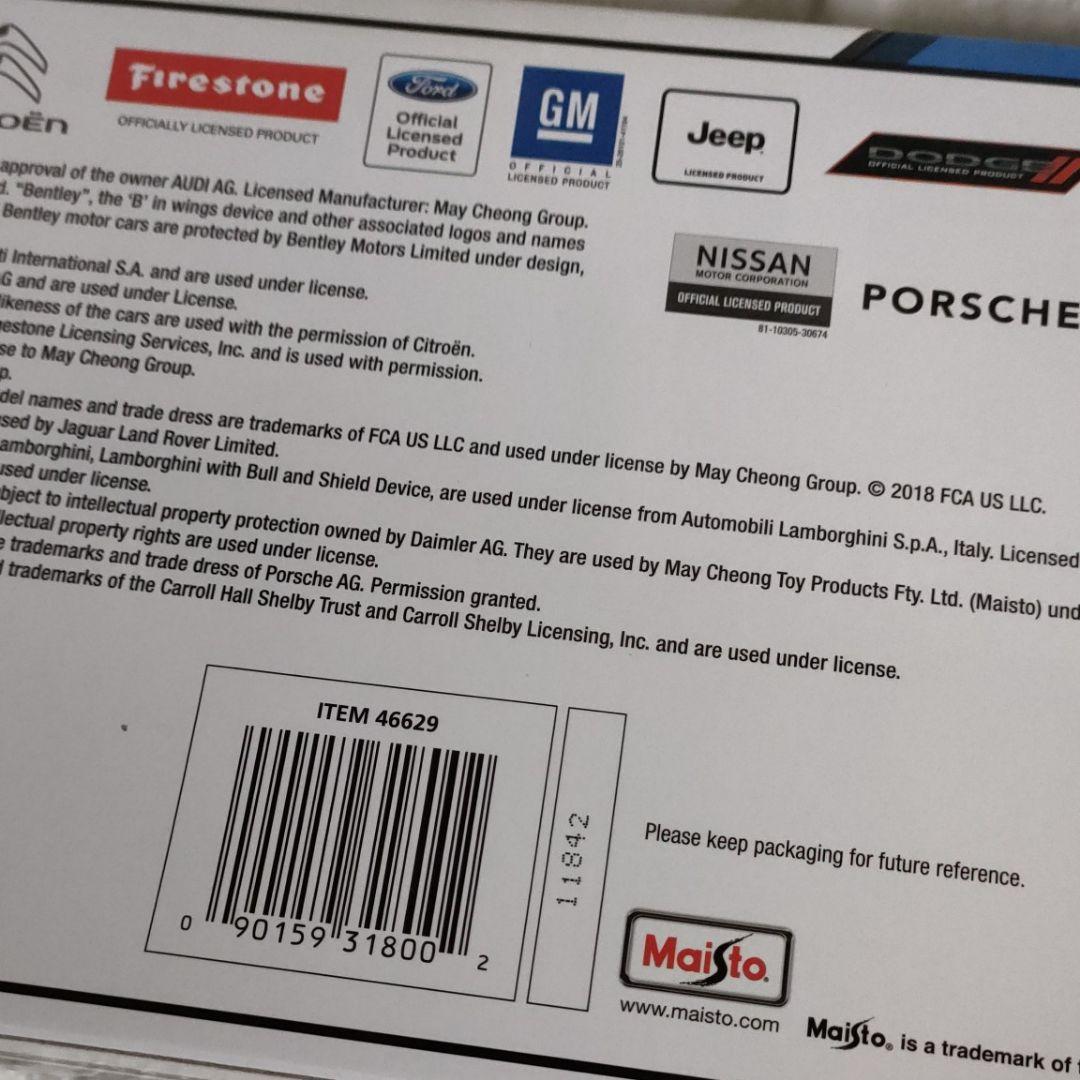 Firestone
OFFICIALLY LICENSED PRODUCT
Ford
Official
Licensed
Product
GM
OFFICIAL
LICENSED PRODUCT
Jeep
LICENSED PRODUCT
DODGE
OFFICIAL LICENSED PRODUCT
NISSAN
MOTOR CORPORATION
OFFICIAL LICENSED PRODUCT
81-10305-30674
PORSCHE
approval of the owner AUDI AG. Licensed Manufacturer: May Cheong Group.
d. "Bentley", the 'B' in wings device and other associated logos and names
Bentley motor cars are protected by Bentley Motors Limited under design,
ti International S.A. and are used under license.
G and are used under License.
likeness of the cars are used with the permission of Citroën.
estone Licensing Services, Inc. and is used with permission.
se to May Cheong Group.
p.
del names and trade dress are trademarks of FCA US LLC and used under license by May Cheong Group. © 2018 FCA US LLC.
sed by Jaguar Land Rover Limited.
amborghini, Lamborghini with Bull and Shield Device, are used under license from Automobili Lamborghini S.p.A., Italy. Licensed
used under license.
bject to intellectual property protection owned by Daimler AG. They are used by May Cheong Toy Products Fty. Ltd. (Maisto) und
llectual property rights are used under license.
e trademarks and trade dress of Porsche AG. Permission granted.
d trademarks of the Carroll Hall Shelby Trust and Carroll Shelby Licensing, Inc. and are used under license.
ITEM 46629
0 90159 31800 2
11842
Please keep packaging for future reference.
Maisto
www.maisto.com
Maisto® is a trademark of